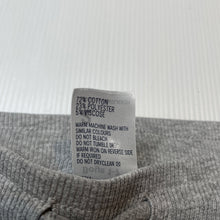 72% COTTON
23% POLYESTER
5% VISCOSE
WARM MACHINE WASH WITH
SIMILAR COLOURS
DO NOT BLEACH
DO NOT TUMBLE DRY
WARM IRON ON REVERSE SIDE
IF REQUIRED
DO NOT DRYCLEAN